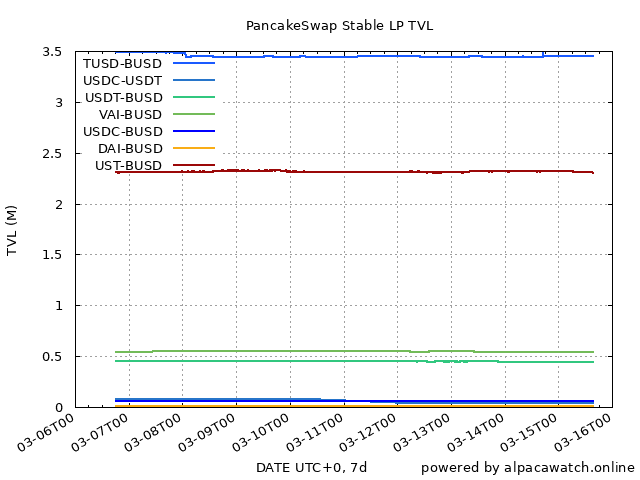 PancakeSwap Stable LP TVL
TVL (M)
3.5
3
2.5
2
1.5
1
0.5
0
TUSD-BUSD
USDC-USDT
USDT-BUSD
VAI-BUSD
USDC-BUSD
DAI-BUSD
UST-BUSD
03-06T00
03-07T00
03-08T00
03-09T00
03-10T00
03-11T00
03-12T00
03-13T00
03-14T00
03-15T00
03-16T00
DATE UTC+0, 7d
powered by alpacawatch.online